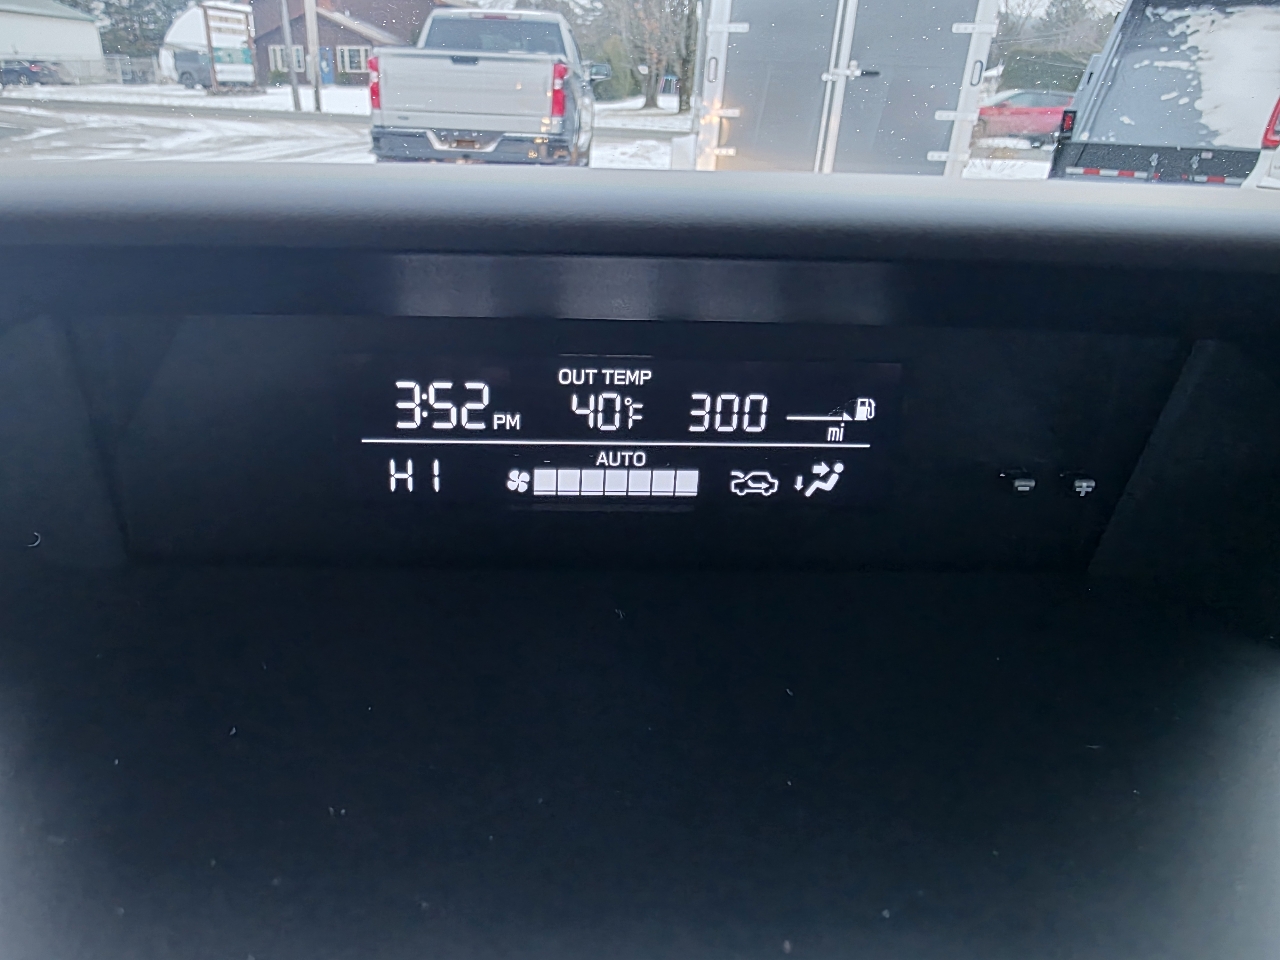 OUT TEMP
3:52 PM 40°F 300 mi
AUTO
HI
- +